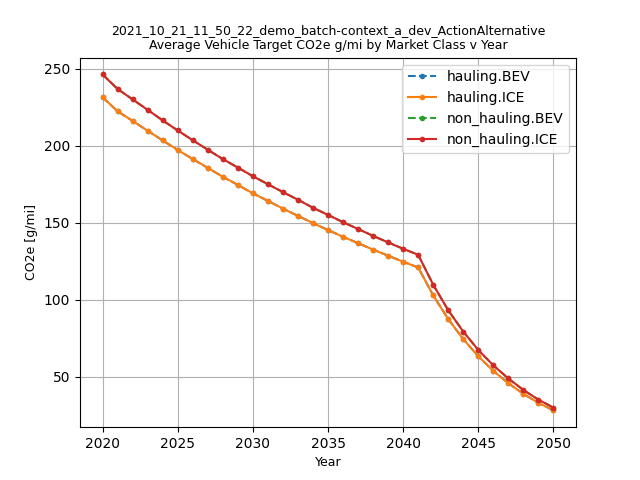 2021_10_21_11_50_22_demo_batch-context_a_dev_ActionAlternative
Average Vehicle Target CO2e g/mi by Market Class v Year
hauling.BEV
hauling.ICE
non_hauling.BEV
non_hauling.ICE
CO2e [g/mi]
250
200
150
100
50
2020 2025 2030 2035 2040 2045 2050
Year